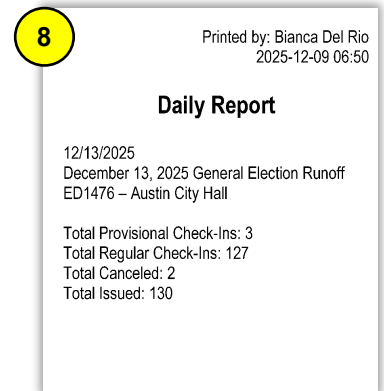 8
Printed by: Bianca Del Rio
2025-12-09 06:50
Daily Report
12/13/2025
December 13, 2025 General Election Runoff
ED1476 – Austin City Hall
Total Provisional Check-Ins: 3
Total Regular Check-Ins: 127
Total Canceled: 2
Total Issued: 130